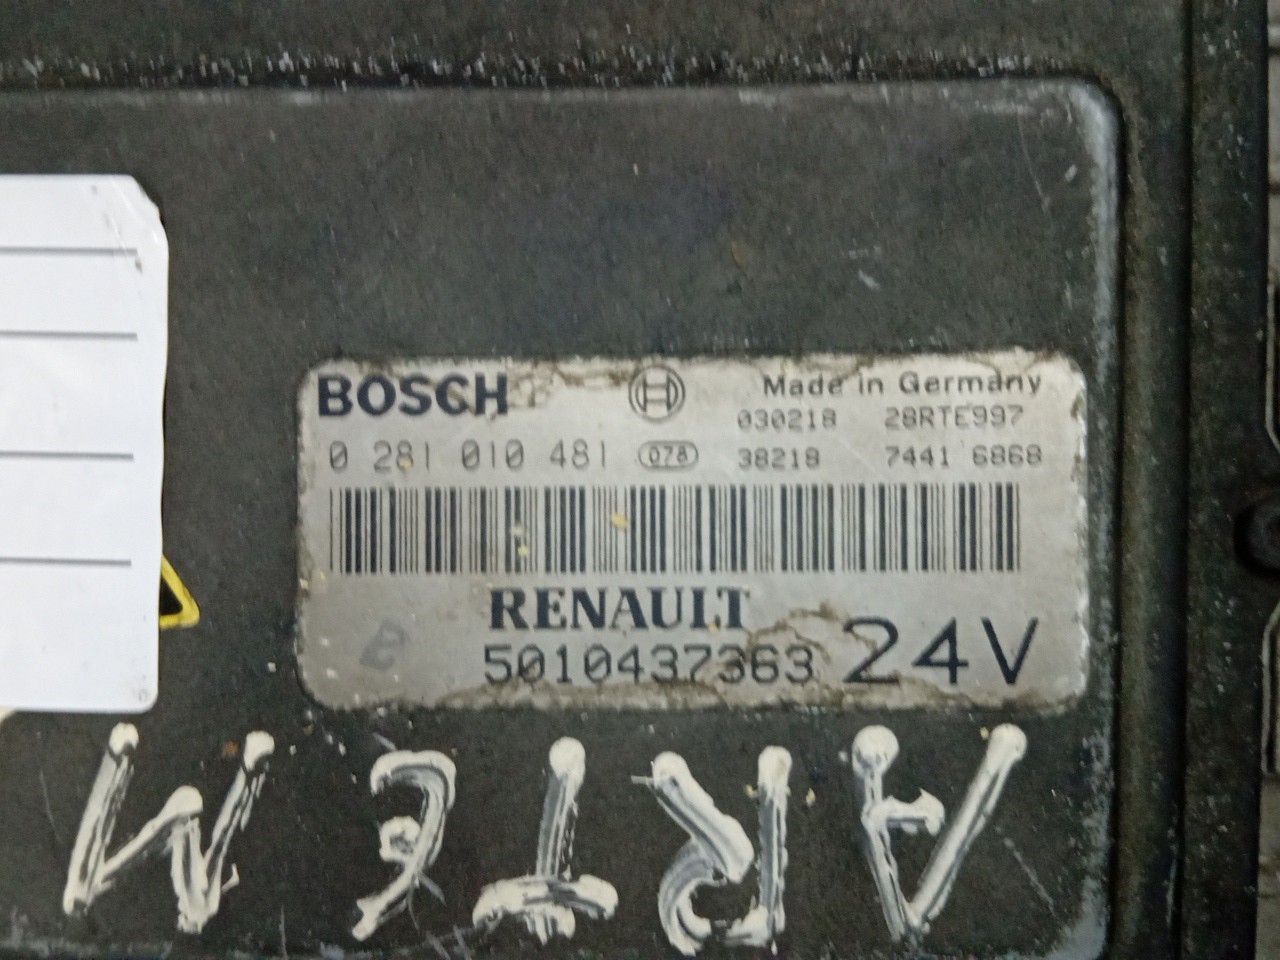 BOSCH Made in Germany
030218 28RTE997
0 281 010 481 078 38218 7441 6868
RENAULT
B
5010437363 24V
ARTEM